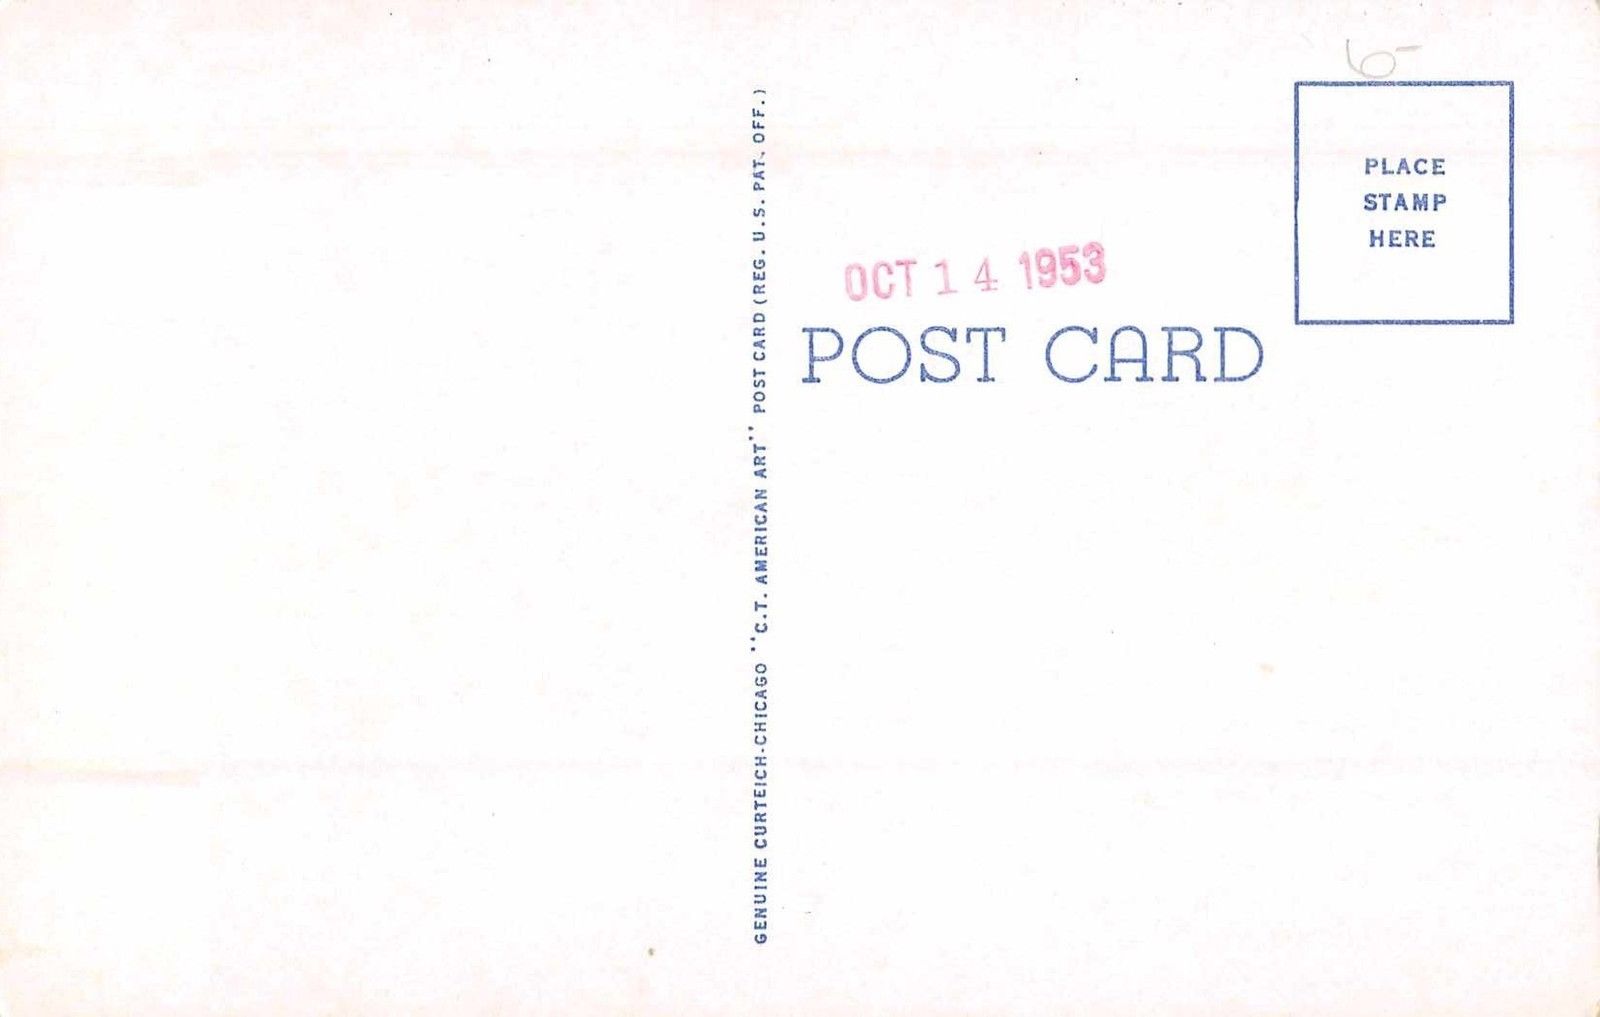 GENUINE CURTEICH-CHICAGO "C.T. AMERICAN ART" POST CARD (REG. U.S. PAT. OFF.)
6-
PLACE
STAMP
HERE
OCT 14 1953
POST CARD